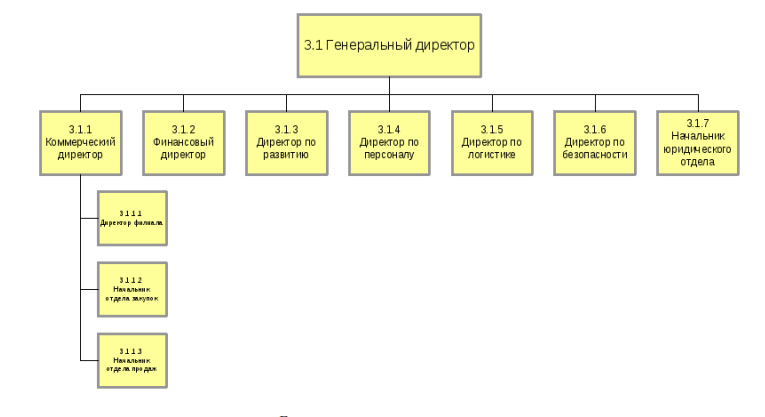 3.1 Генеральный директор
3.1.1
Коммерческий
директор
3.1.2
Финансовый
директор
3.1.3
Директор по
развитию
3.1.4
Директор по
персоналу
3.1.5
Директор по
логистике
3.1.6
Директор по
безопасности
3.1.7
Начальник
юридического
отдела
3.1.1.1
Директор филиала
3.1.1.2
Начальник
отдела закупок
3.1.1.3
Начальник
отдела продаж